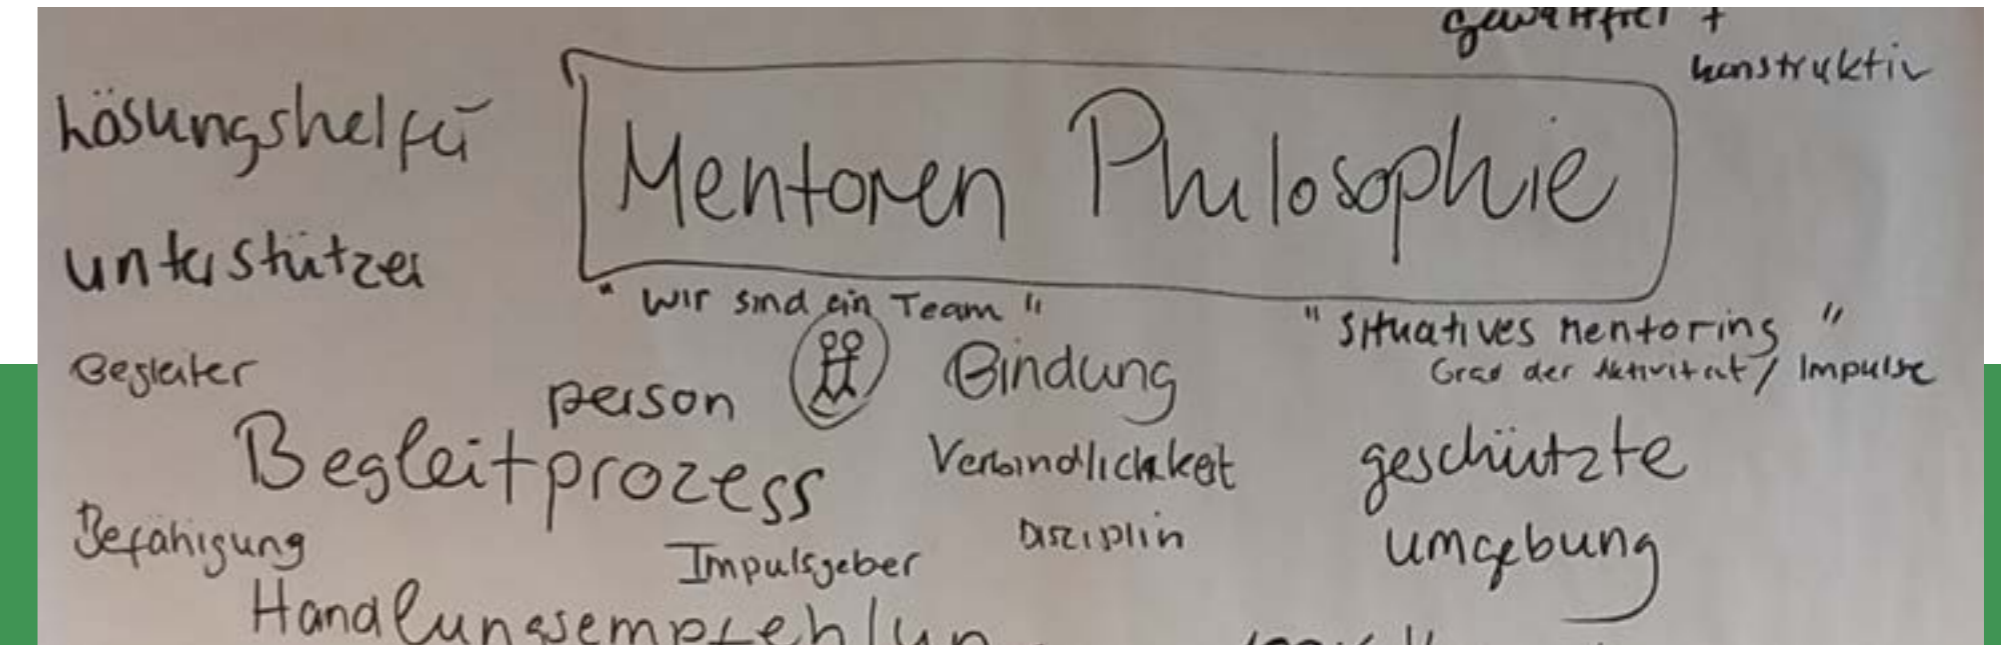 gewaltfrei +
konstruktiv
Lösungshelfer
Mentoren Philosophie
unterstützer
"Wir sind ein Team"
"Situatives Mentoring"
Grad der Aktivität / Impulse
Begleiter
person
Bindung
Begleitprozess
Verbindlichkeit
geschützte
umgebung
Befähigung
Impulsgeber
Disziplin
Handlungsempfehlun